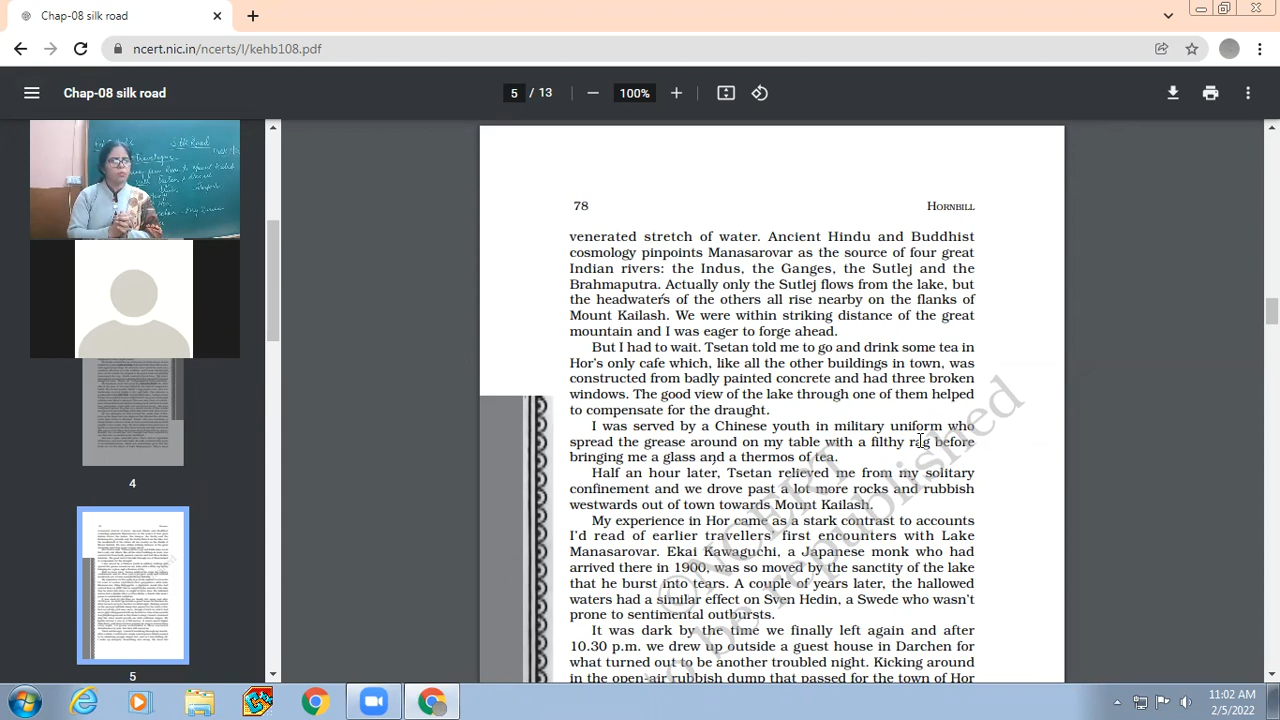 Chap-08 silk road
ncert.nic.in/ncerts/l/kehb108.pdf
Chap-08 silk road
5 / 13
100%
Silk Road
4
5
78
HORNBILL
venerated stretch of water. Ancient Hindu and Buddhist
cosmology pinpoints Manasarovar as the source of four great
Indian rivers: the Indus, the Ganges, the Sutlej and the
Brahmaputra. Actually only the Sutlej flows from the lake, but
the headwaters of the others all rise nearby on the flanks of
Mount Kailash. We were within striking distance of the great
mountain and I was eager to forge ahead.
But I had to wait. Tsetan told me to go and drink some tea in
Hor's only cafe which, like all the other buildings in town, was
constructed from badly painted concrete and had three broken
windows. The good view of the lake through one of them helped
to compensate for the draught.
I was served by a Chinese youth in military uniform who
spread the grease around on my table with a filthy rag before
bringing me a glass and a thermos of tea.
Half an hour later, Tsetan relieved me from my solitary
confinement and we drove past a lot more rocks and rubbish
westwards out of town towards Mount Kailash.
My experience in Hor came as a stark contrast to accounts
I'd read of earlier travellers' first encounters with Lake
Manasarovar. Ekai Kawaguchi, a Japanese monk who had
arrived there in 1900, was so moved by the sanctity of the lake
that he burst into tears. A couple of years later, the hallowed
waters had a similar effect on Sven Hedin, a Swede who wasn't
prone to sentimental outbursts.
It was dark by the time we finally left again and after
10.30 p.m. we drew up outside a guest house in Darchen for
what turned out to be another troubled night. Kicking around
in the open-air rubbish dump that passed for the town of Hor
11:02 AM
2/5/2022